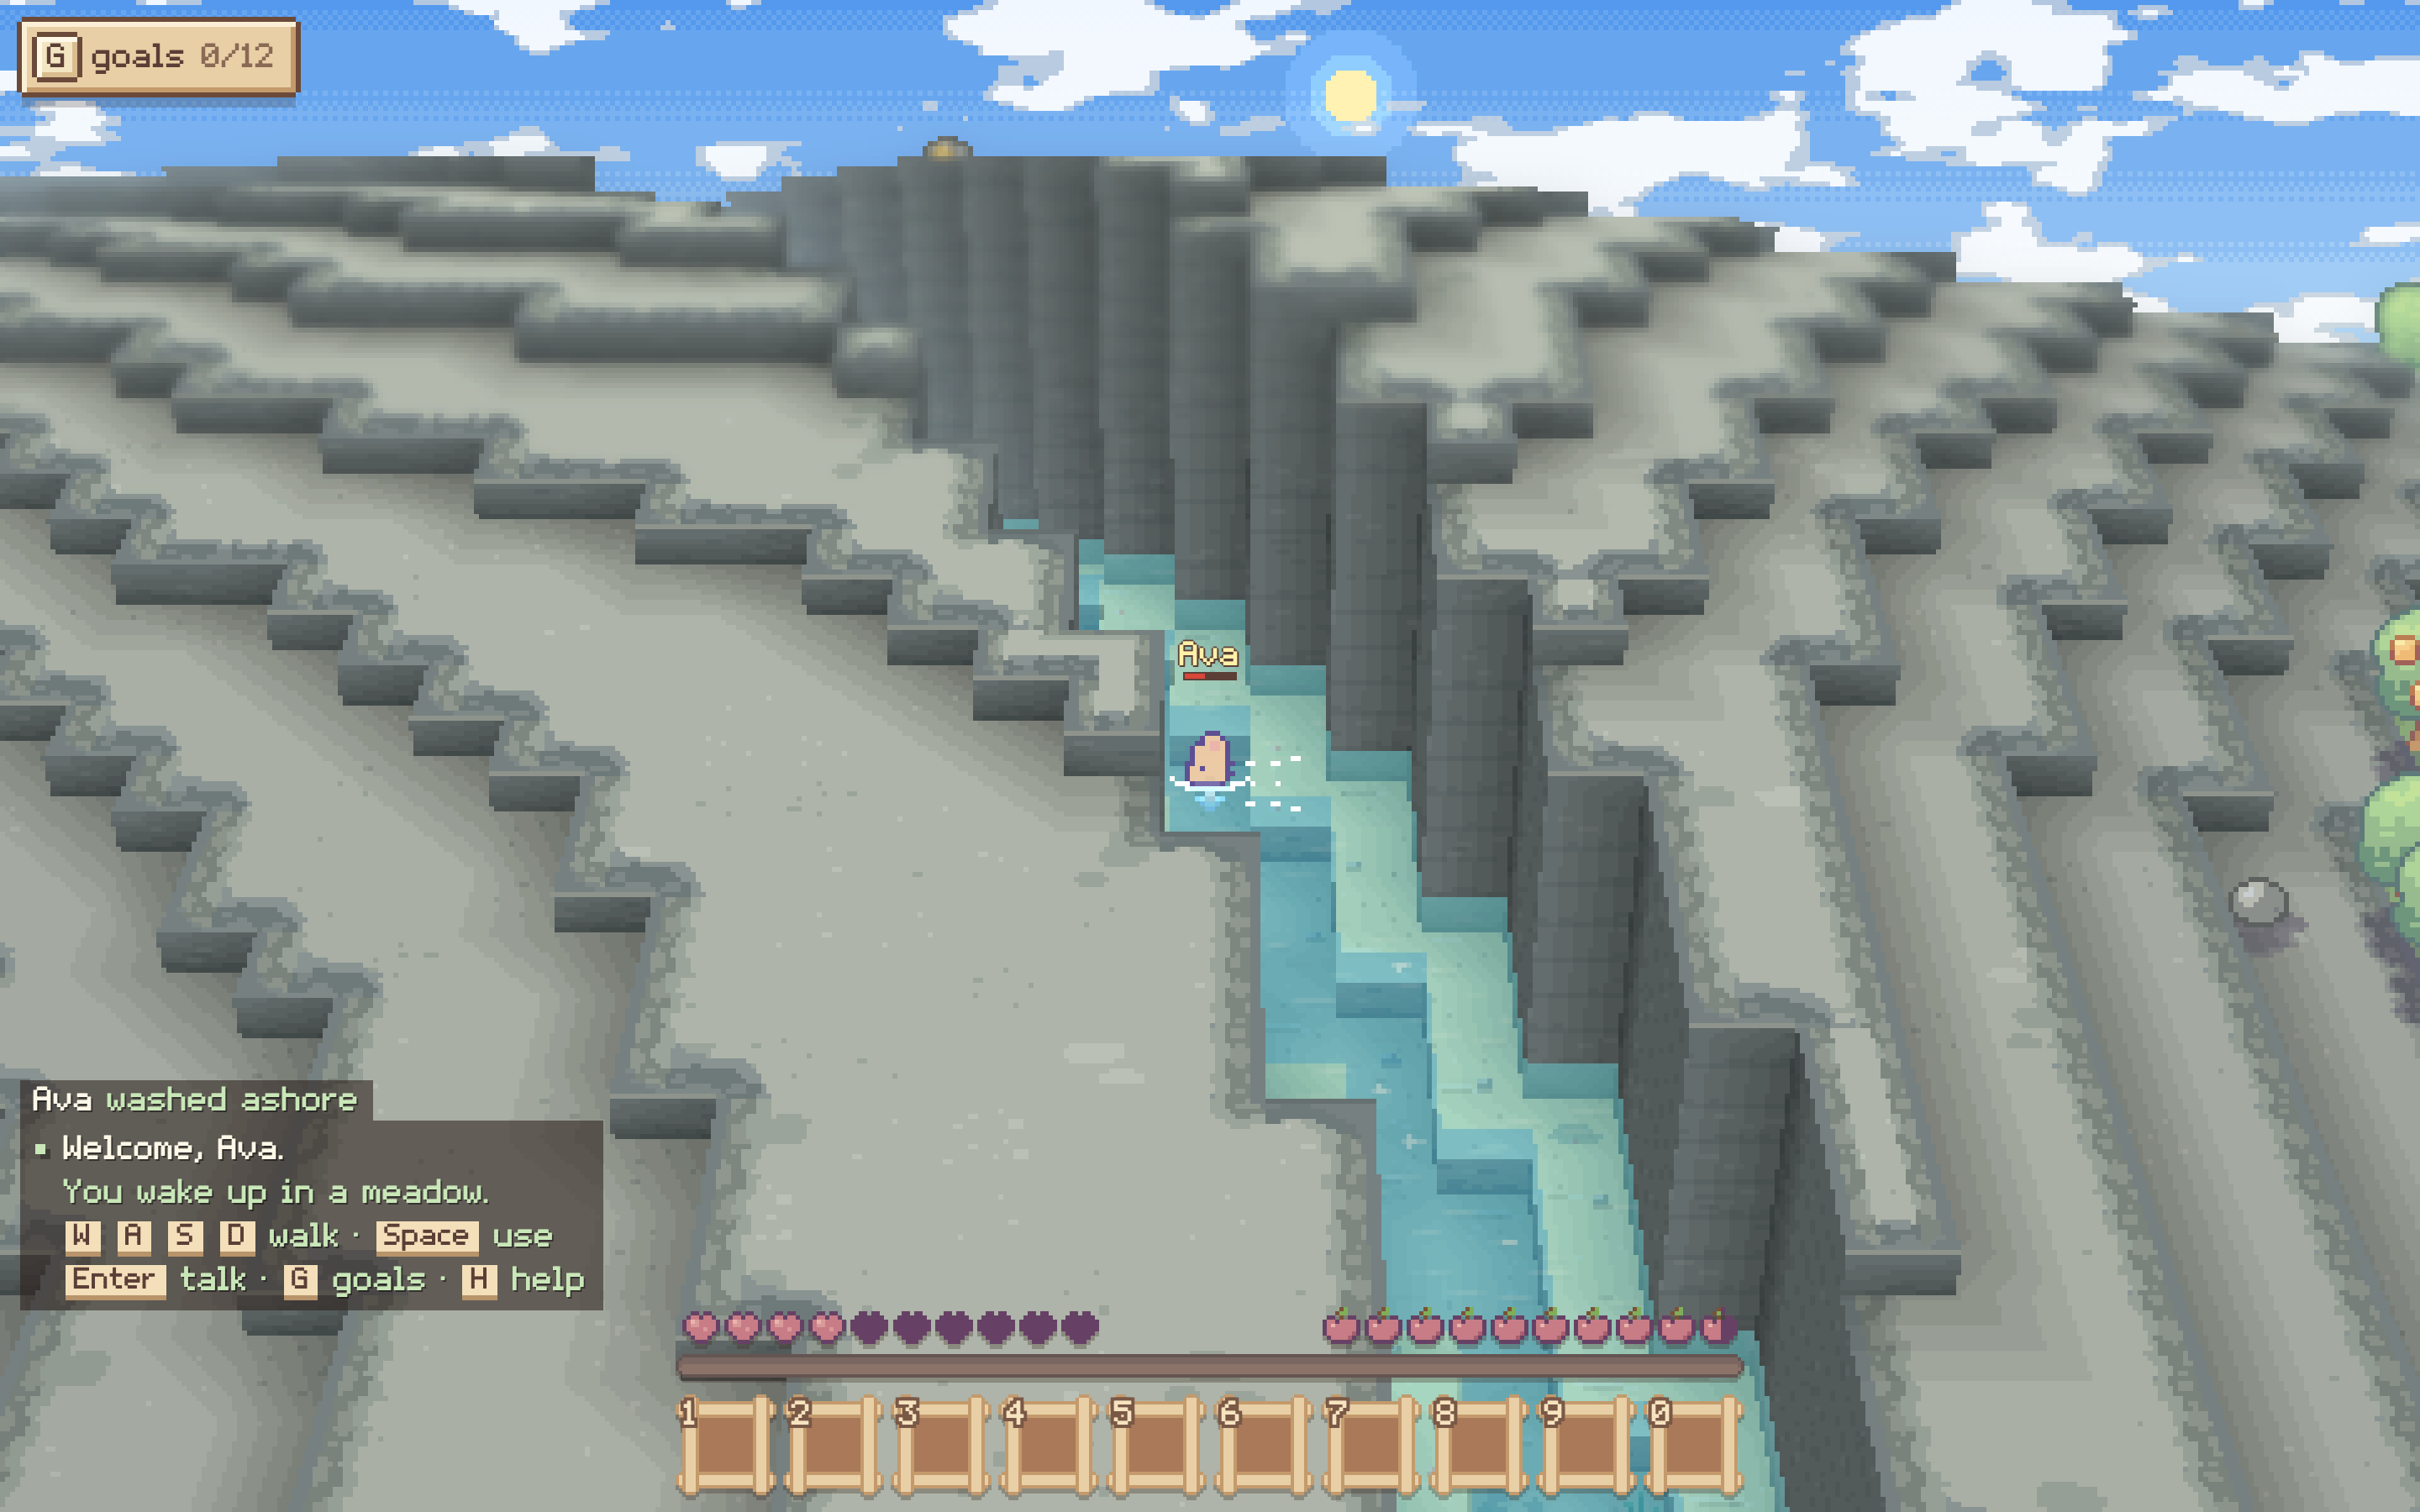 G goals 0/12
Ava
Ava washed ashore
Welcome, Ava.
You wake up in a meadow.
W A S D walk · Space use
Enter talk · G goals · H help
1 2 3 4 5 6 7 8 9 0